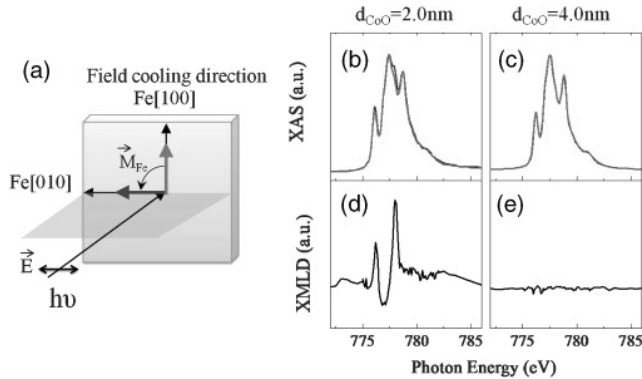 d_CoO=2.0nm
d_CoO=4.0nm
(a)
Field cooling direction
Fe[100]
M_Fe
Fe[010]
E
hυ
(b)
(c)
XAS (a.u.)
(d)
(e)
XMLD (a.u.)
775 780 785 775 780 785
Photon Energy (eV)